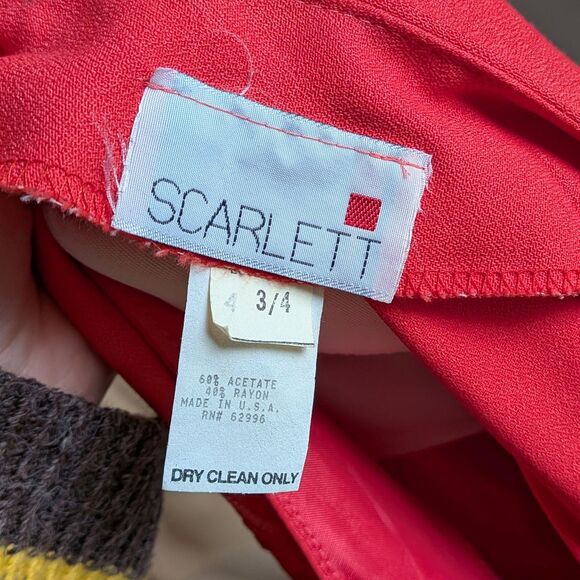 SCARLETT
4 3/4
60% ACETATE
40% RAYON
MADE IN U.S.A.
RN# 62996
DRY CLEAN ONLY